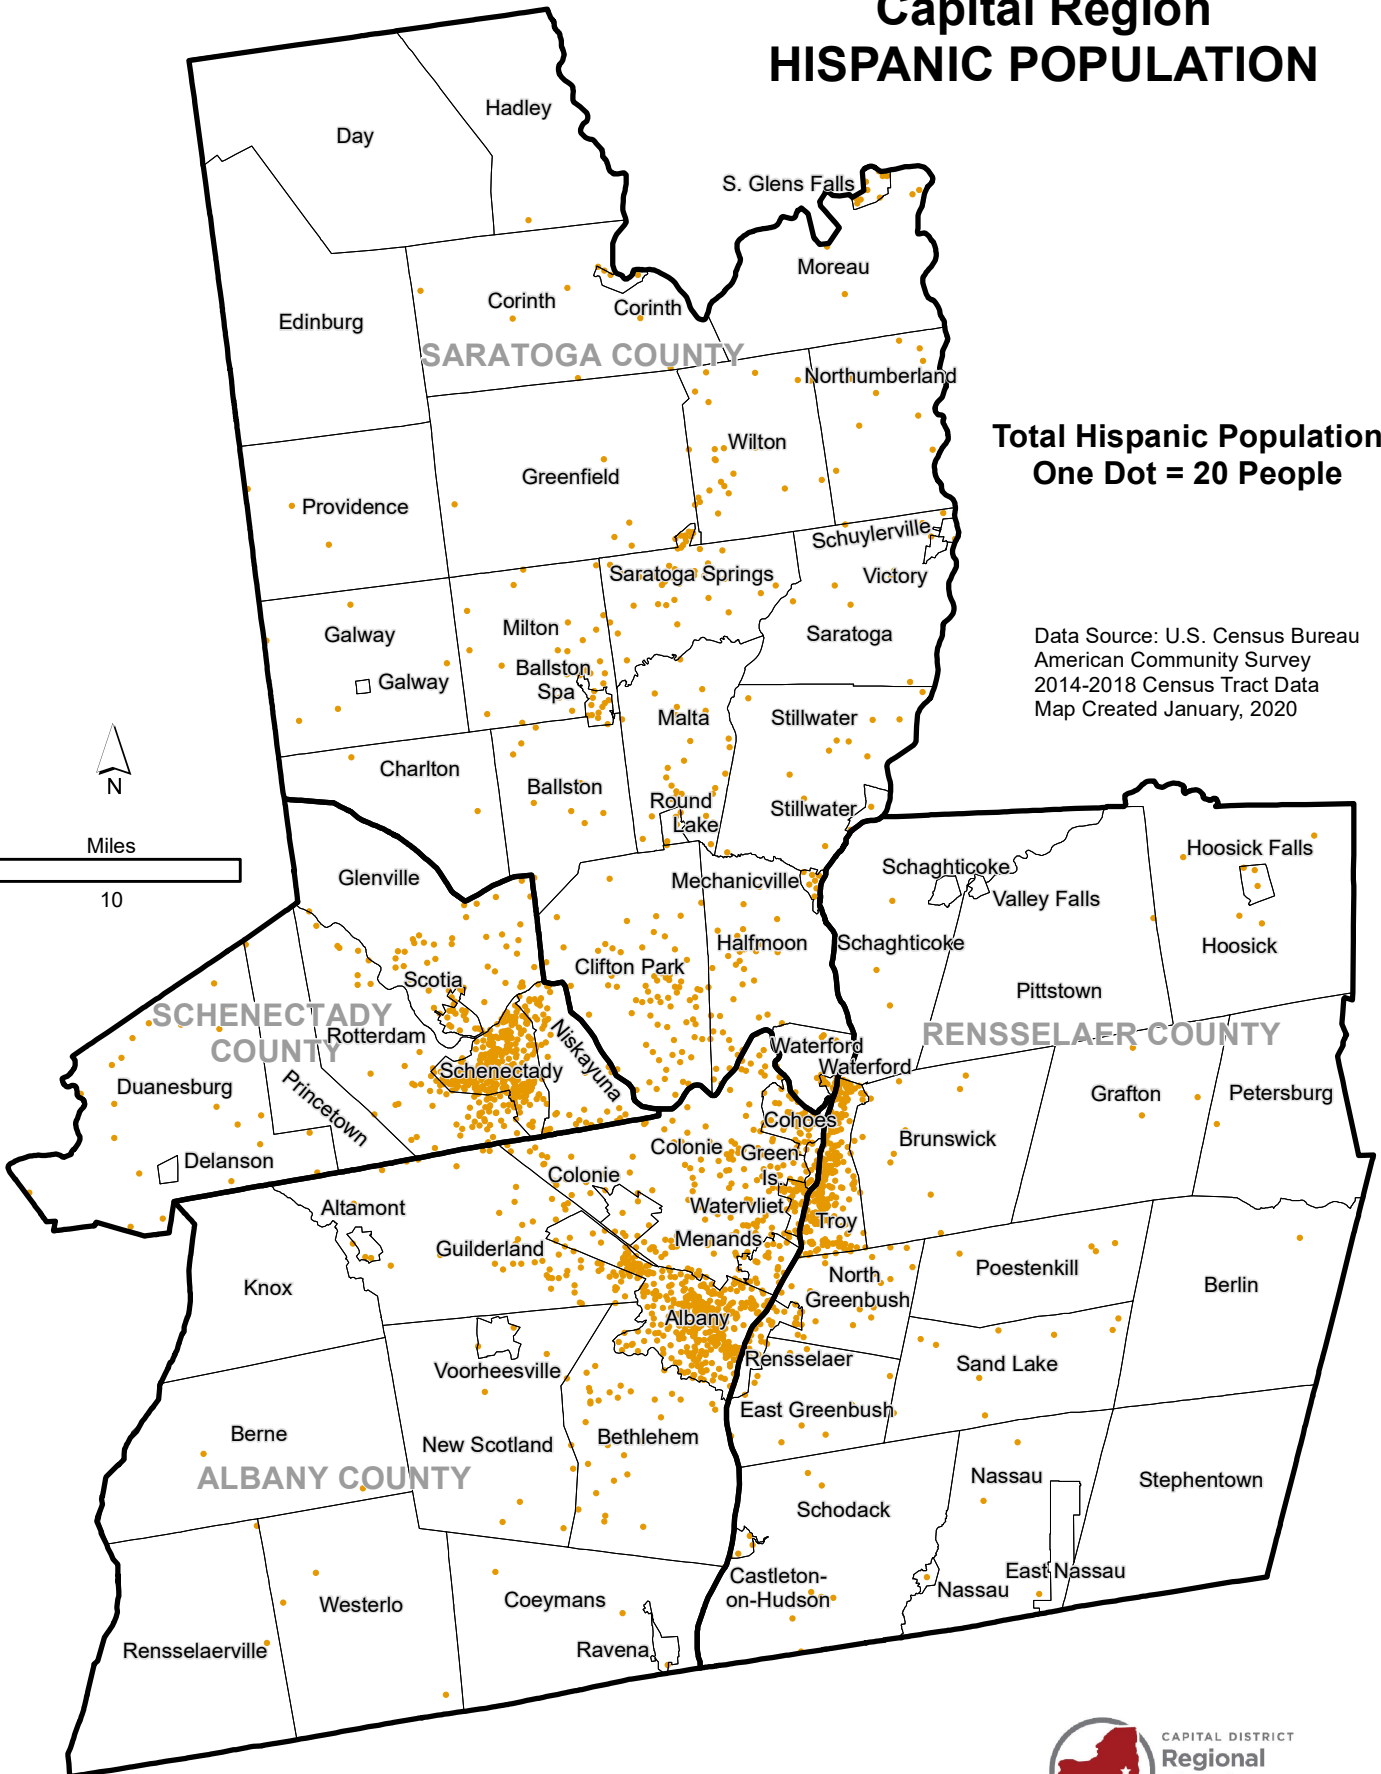 Capital Region
HISPANIC POPULATION
Day
Hadley
S. Glens Falls
Moreau
Edinburg
Corinth
Corinth
SARATOGA COUNTY
Northumberland
Wilton
Greenfield
Providence
Total Hispanic Population
One Dot = 20 People
Schuylerville
Victory
Saratoga Springs
Galway
Milton
Saratoga
Ballston
Spa
Galway
Malta
Stillwater
Data Source: U.S. Census Bureau
American Community Survey
2014-2018 Census Tract Data
Map Created January, 2020
N
Charlton
Ballston
Round
Lake
Stillwater
Miles
10
Glenville
Mechanicville
Schaghticoke
Valley Falls
Hoosick Falls
Halfmoon
Schaghticoke
Hoosick
Clifton Park
Scotia
Pittstown
SCHENECTADY
COUNTY
Rotterdam
Niskayuna
RENSSELAER COUNTY
Waterford
Waterford
Schenectady
Duanesburg
Princetown
Grafton
Petersburg
Cohoes
Brunswick
Delanson
Colonie
Green
Is.
Colonie
Altamont
Watervliet
Troy
Menands
Guilderland
Knox
North
Greenbush
Poestenkill
Berlin
Albany
Voorheesville
Rensselaer
Sand Lake
East Greenbush
Berne
New Scotland
Bethlehem
ALBANY COUNTY
Nassau
Stephentown
Schodack
Castleton-
on-Hudson
East Nassau
Nassau
Westerlo
Coeymans
Rensselaerville
Ravena
CAPITAL DISTRICT
Regional